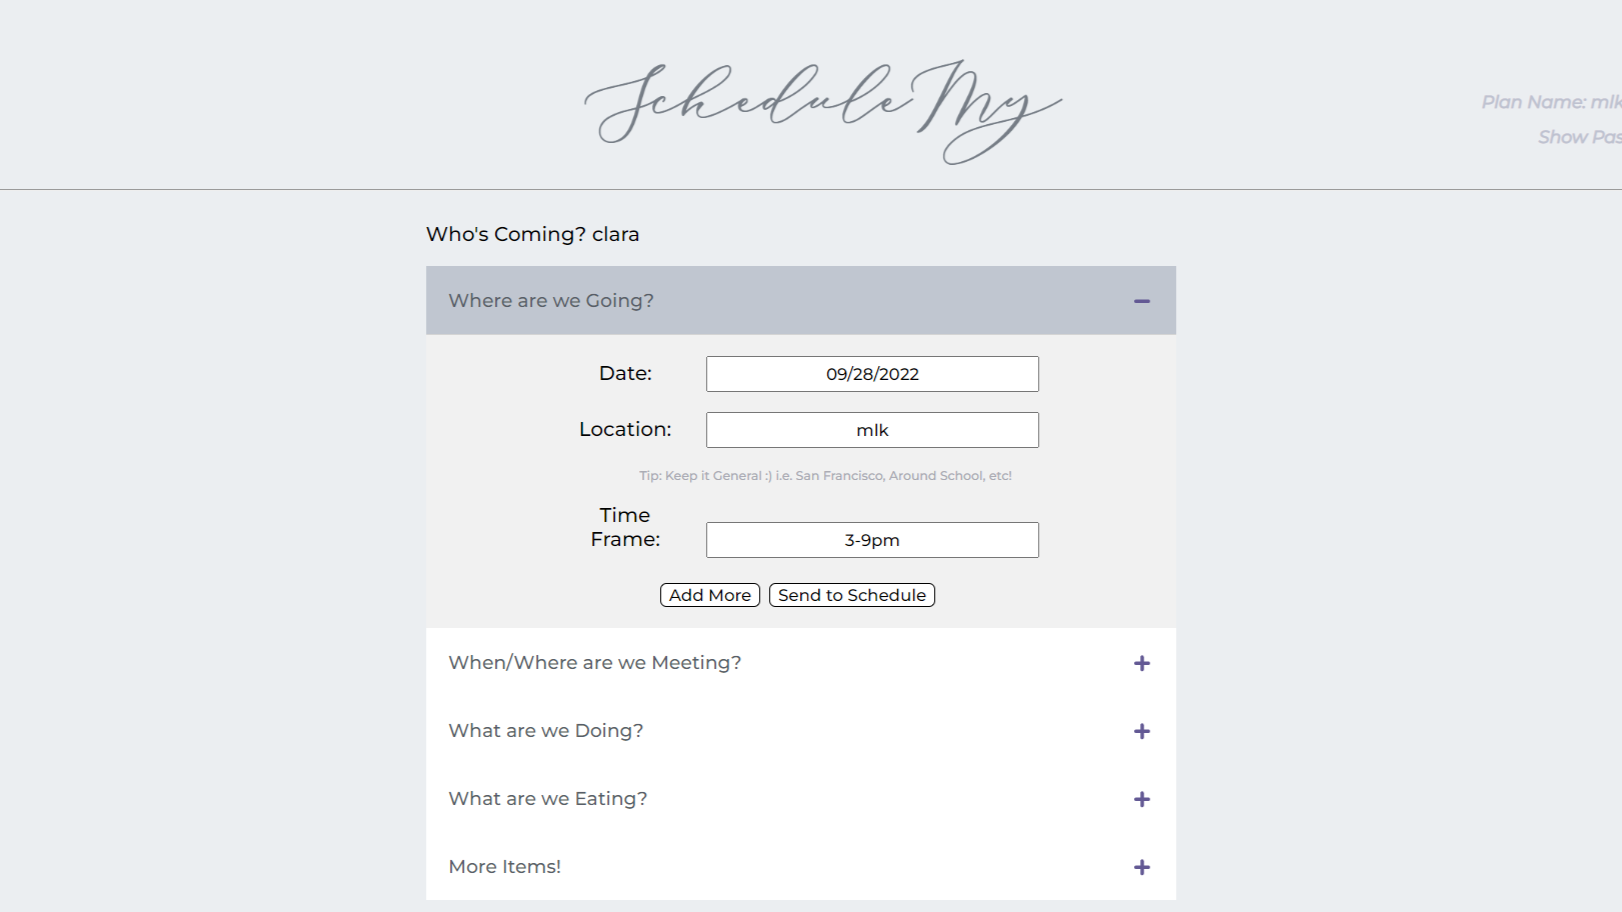 Schedule My
Plan Name: mlk
Show Pas
Who's Coming? clara
Where are we Going?
Date: 09/28/2022
Location: mlk
Tip: Keep it General :) i.e. San Francisco, Around School, etc!
Time
Frame: 3-9pm
Add More Send to Schedule
When/Where are we Meeting?
What are we Doing?
What are we Eating?
More Items!